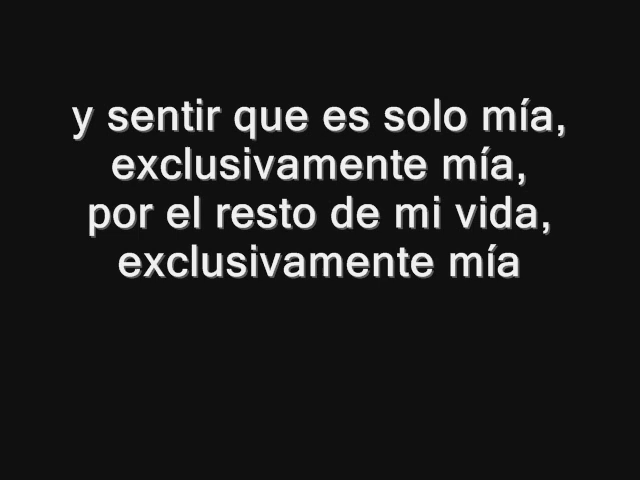 y sentir que es solo mía,
exclusivamente mía,
por el resto de mi vida,
exclusivamente mía